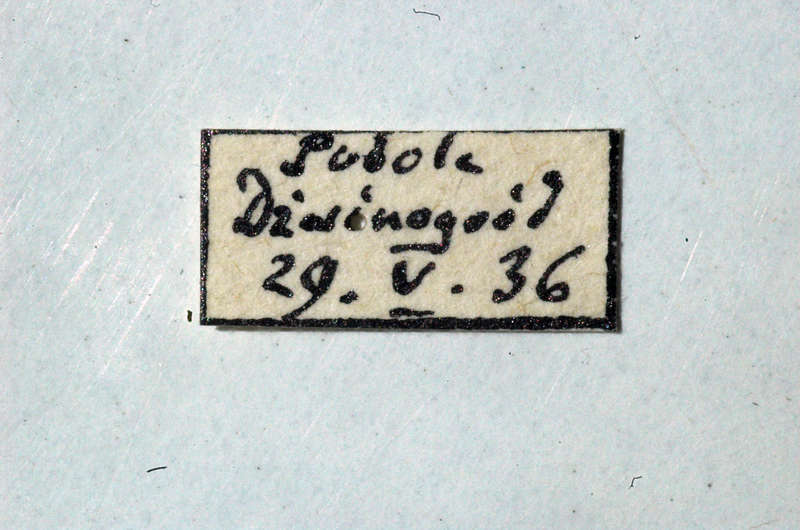 Podole
Dźwinogród
29. V. 36